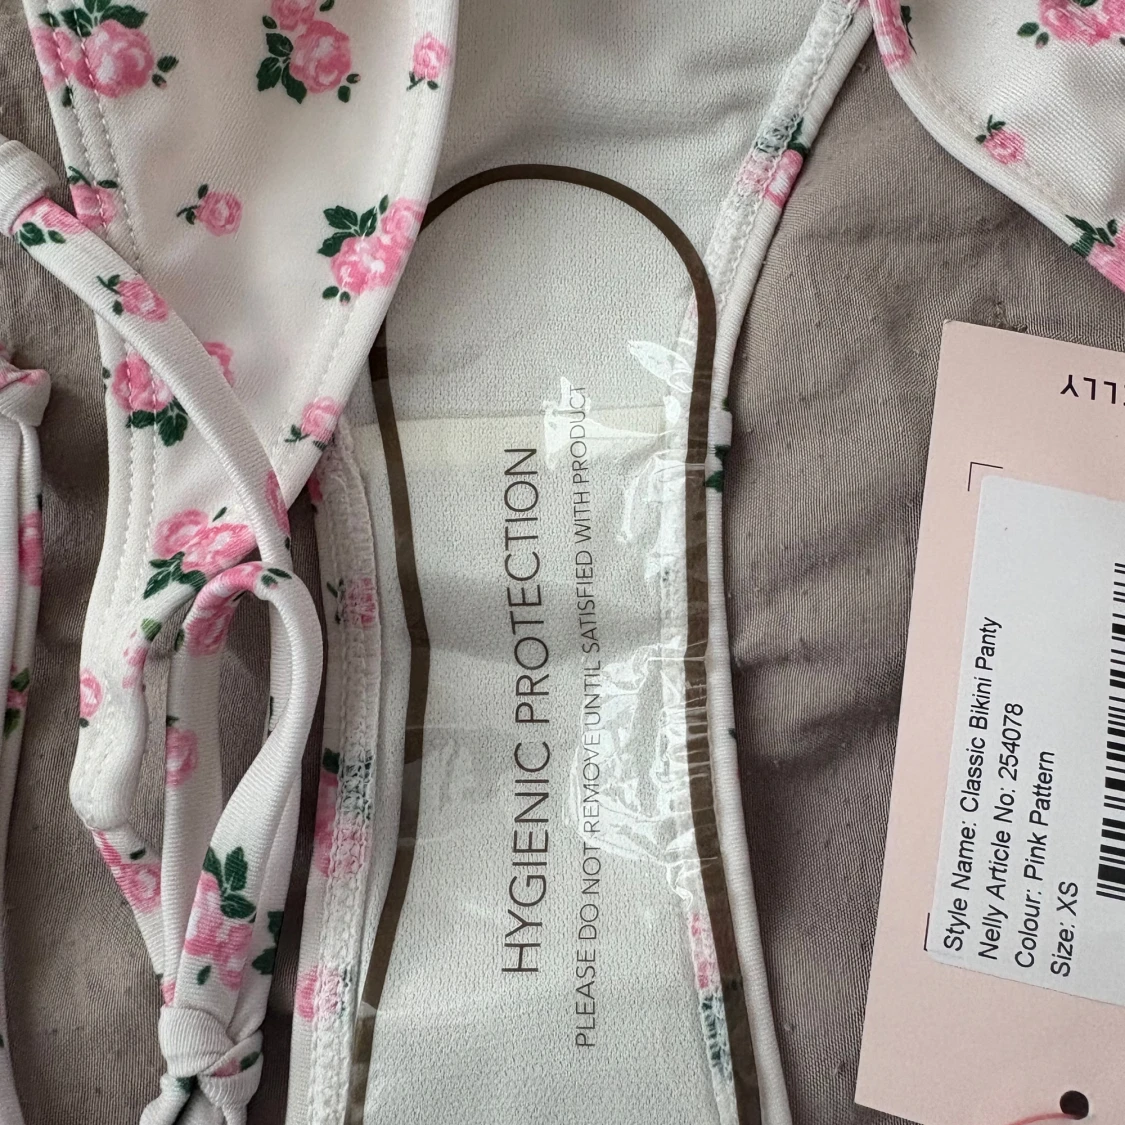 HYGIENIC PROTECTION
PLEASE DO NOT REMOVE UNTIL SATISFIED WITH PRODUCT
ELLY
Style Name: Classic Bikini Panty
Nelly Article No: 254078
Colour: Pink Pattern
Size: XS